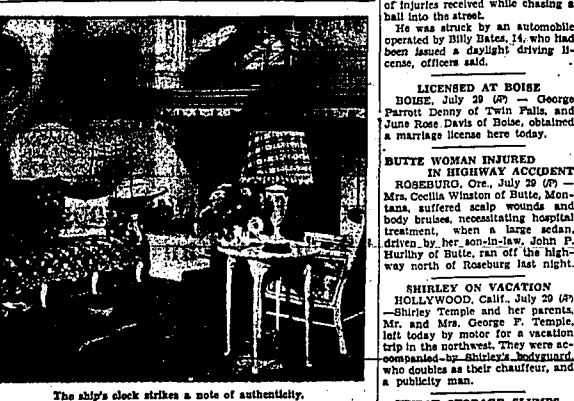 The ship's clock strikes a note of authenticity.
of injuries received while chasing a
ball into the street.
He was struck by an automobile
operated by Billy Bates, 14, who had
been issued a daylight driving li-
cense, officers said.
LICENSED AT BOISE
BOISE, July 29 (AP) — George
Parrott Denny of Twin Falls, and
June Rose Davis of Boise, obtained
a marriage license here today.
BUTTE WOMAN INJURED
IN HIGHWAY ACCIDENT
ROSEBURG, Ore., July 29 (AP) —
Mrs. Cecilia Winston of Butte, Mon-
tana, suffered scalp wounds and
body bruises, necessitating hospital
treatment, when a large sedan,
driven by her son-in-law, John P.
Hurlihy of Butte, ran off the high-
way north of Roseburg last night.
SHIRLEY ON VACATION
HOLLYWOOD, Calif., July 29 (AP)
—Shirley Temple and her parents,
Mr. and Mrs. George F. Temple,
left today by motor for a vacation
trip in the northwest. They were ac-
companied by Shirley's bodyguard,
who doubles as their chauffeur, and
a publicity man.